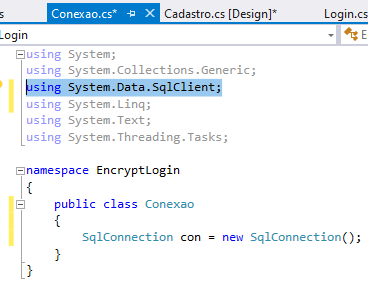 s Conexao.cs* Cadastro.cs [Design]* Login.cs
Login E
using System;
using System.Collections.Generic;
using System.Data.SqlClient;
using System.Linq;
using System.Text;
using System.Threading.Tasks;
namespace EncryptLogin
{
public class Conexao
{
SqlConnection con = new SqlConnection();
}
}